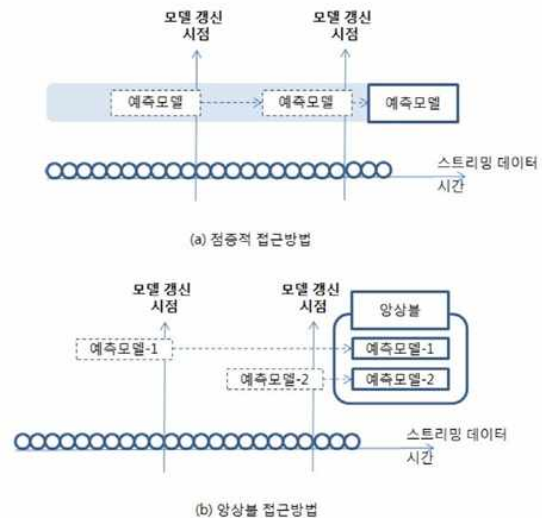 모델 갱신
시점
모델 갱신
시점
예측모델
예측모델
예측모델
스트리밍 데이터
시간
(a) 점증적 접근방법
모델 갱신
시점
모델 갱신
시점
앙상블
예측모델-1
예측모델-1
예측모델-2
예측모델-2
스트리밍 데이터
시간
(b) 앙상블 접근방법